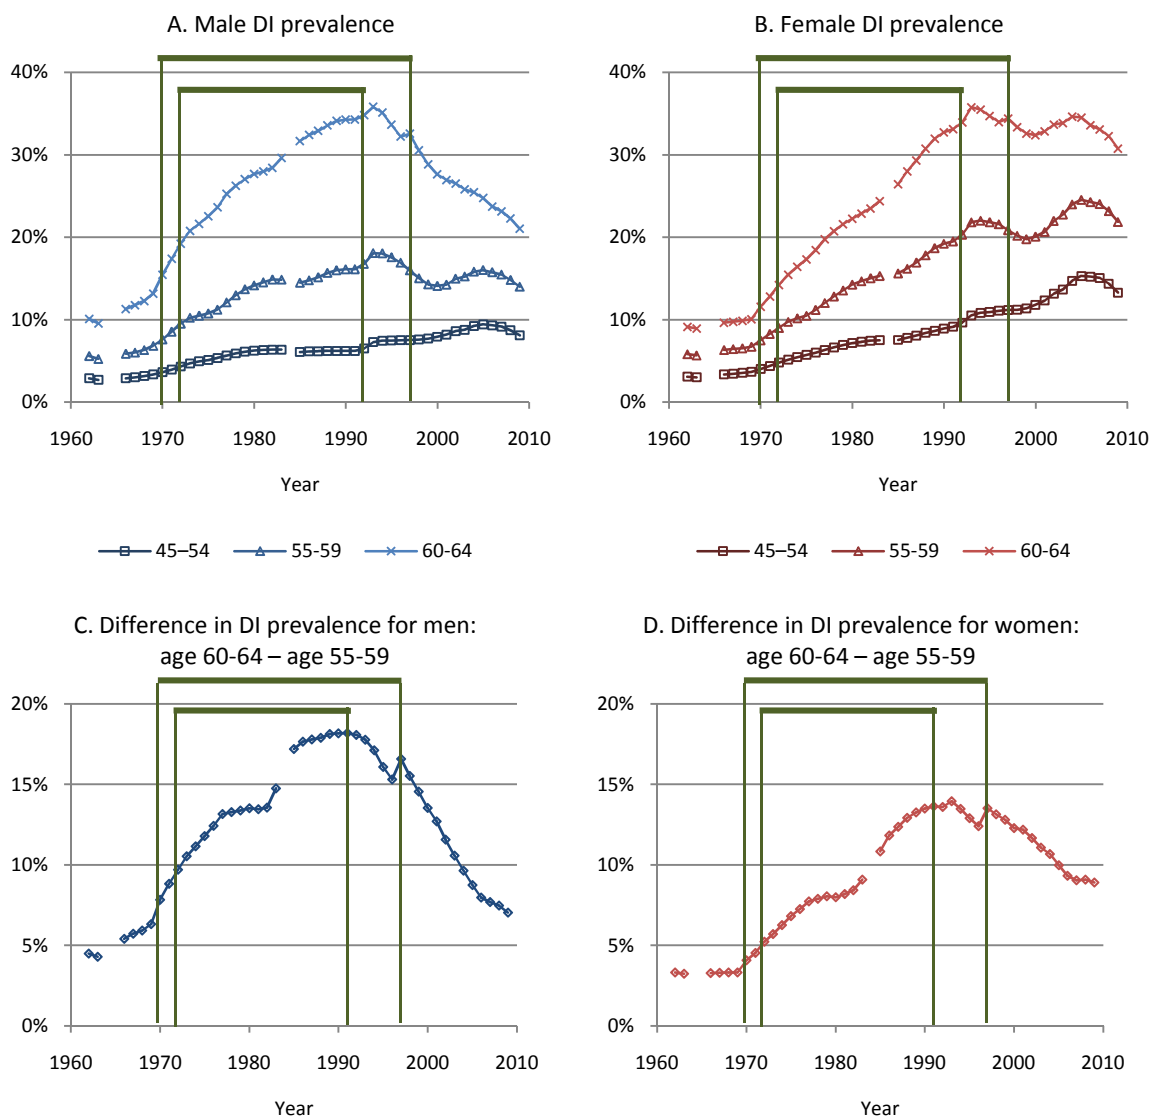 A. Male DI prevalence
40%
30%
20%
10%
0%
1960 1970 1980 1990 2000 2010
Year
45–54 55-59 60-64
B. Female DI prevalence
40%
30%
20%
10%
0%
1960 1970 1980 1990 2000 2010
Year
45–54 55-59 60-64
C. Difference in DI prevalence for men:
age 60-64 – age 55-59
20%
15%
10%
5%
0%
1960 1970 1980 1990 2000 2010
Year
D. Difference in DI prevalence for women:
age 60-64 – age 55-59
20%
15%
10%
5%
0%
1960 1970 1980 1990 2000 2010
Year